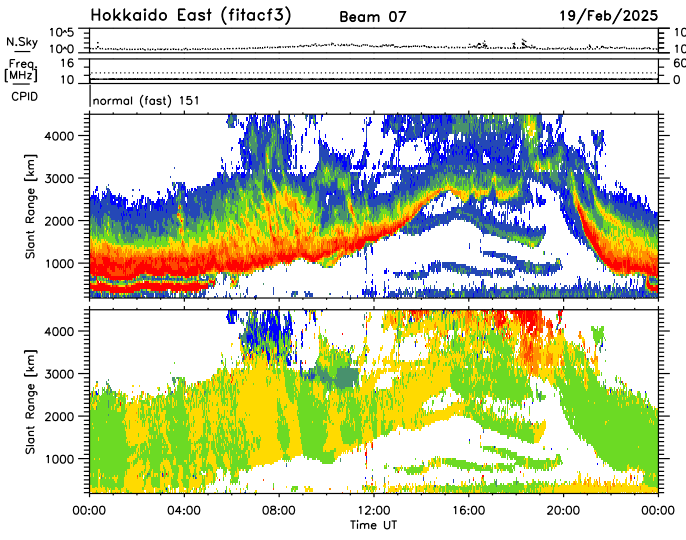 Hokkaido East (fitacf3) Beam 07 19/Feb/2025
N.Sky 10^5 10^0 10 10
Freq. [MHz] 16 10 60 0
CPID normal (fast) 151
Slant Range [km] 4000 3000 2000 1000
Slant Range [km] 4000 3000 2000 1000
00:00 04:00 08:00 12:00 16:00 20:00 00:00
Time UT